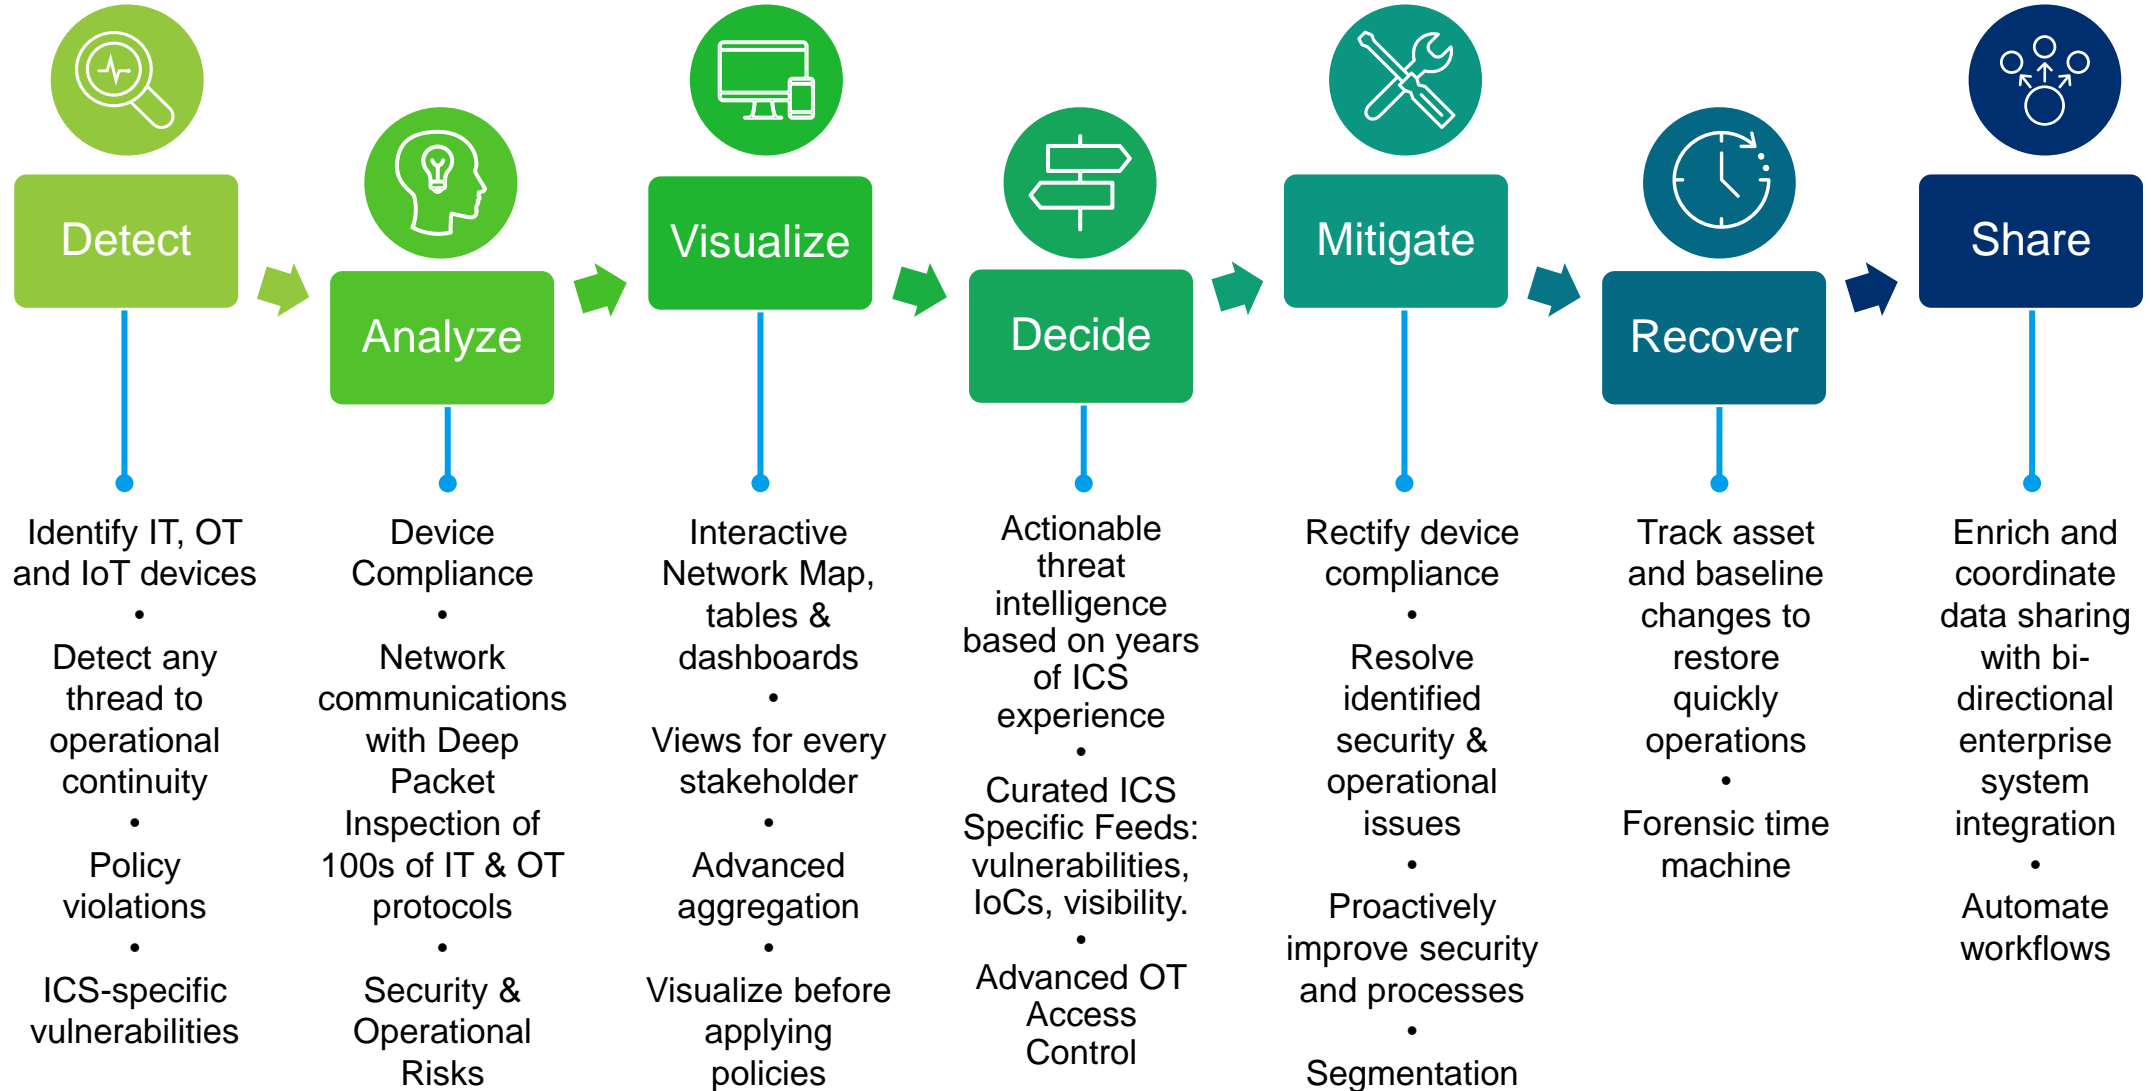 Detect
Identify IT, OT
and IoT devices
•
Detect any
thread to
operational
continuity
•
Policy
violations
•
ICS-specific
vulnerabilities
Analyze
Device
Compliance
•
Network
communications
with Deep
Packet
Inspection of
100s of IT & OT
protocols
•
Security &
Operational
Risks
Visualize
Interactive
Network Map,
tables &
dashboards
•
Views for every
stakeholder
•
Advanced
aggregation
•
Visualize before
applying
policies
Decide
Actionable
threat
intelligence
based on years
of ICS
experience
•
Curated ICS
Specific Feeds:
vulnerabilities,
IoCs, visibility.
•
Advanced OT
Access
Control
Mitigate
Rectify device
compliance
•
Resolve
identified
security &
operational
issues
•
Proactively
improve security
and processes
•
Segmentation
Recover
Track asset
and baseline
changes to
restore
quickly
operations
•
Forensic time
machine
Share
Enrich and
coordinate
data sharing
with bi-
directional
enterprise
system
integration
•
Automate
workflows